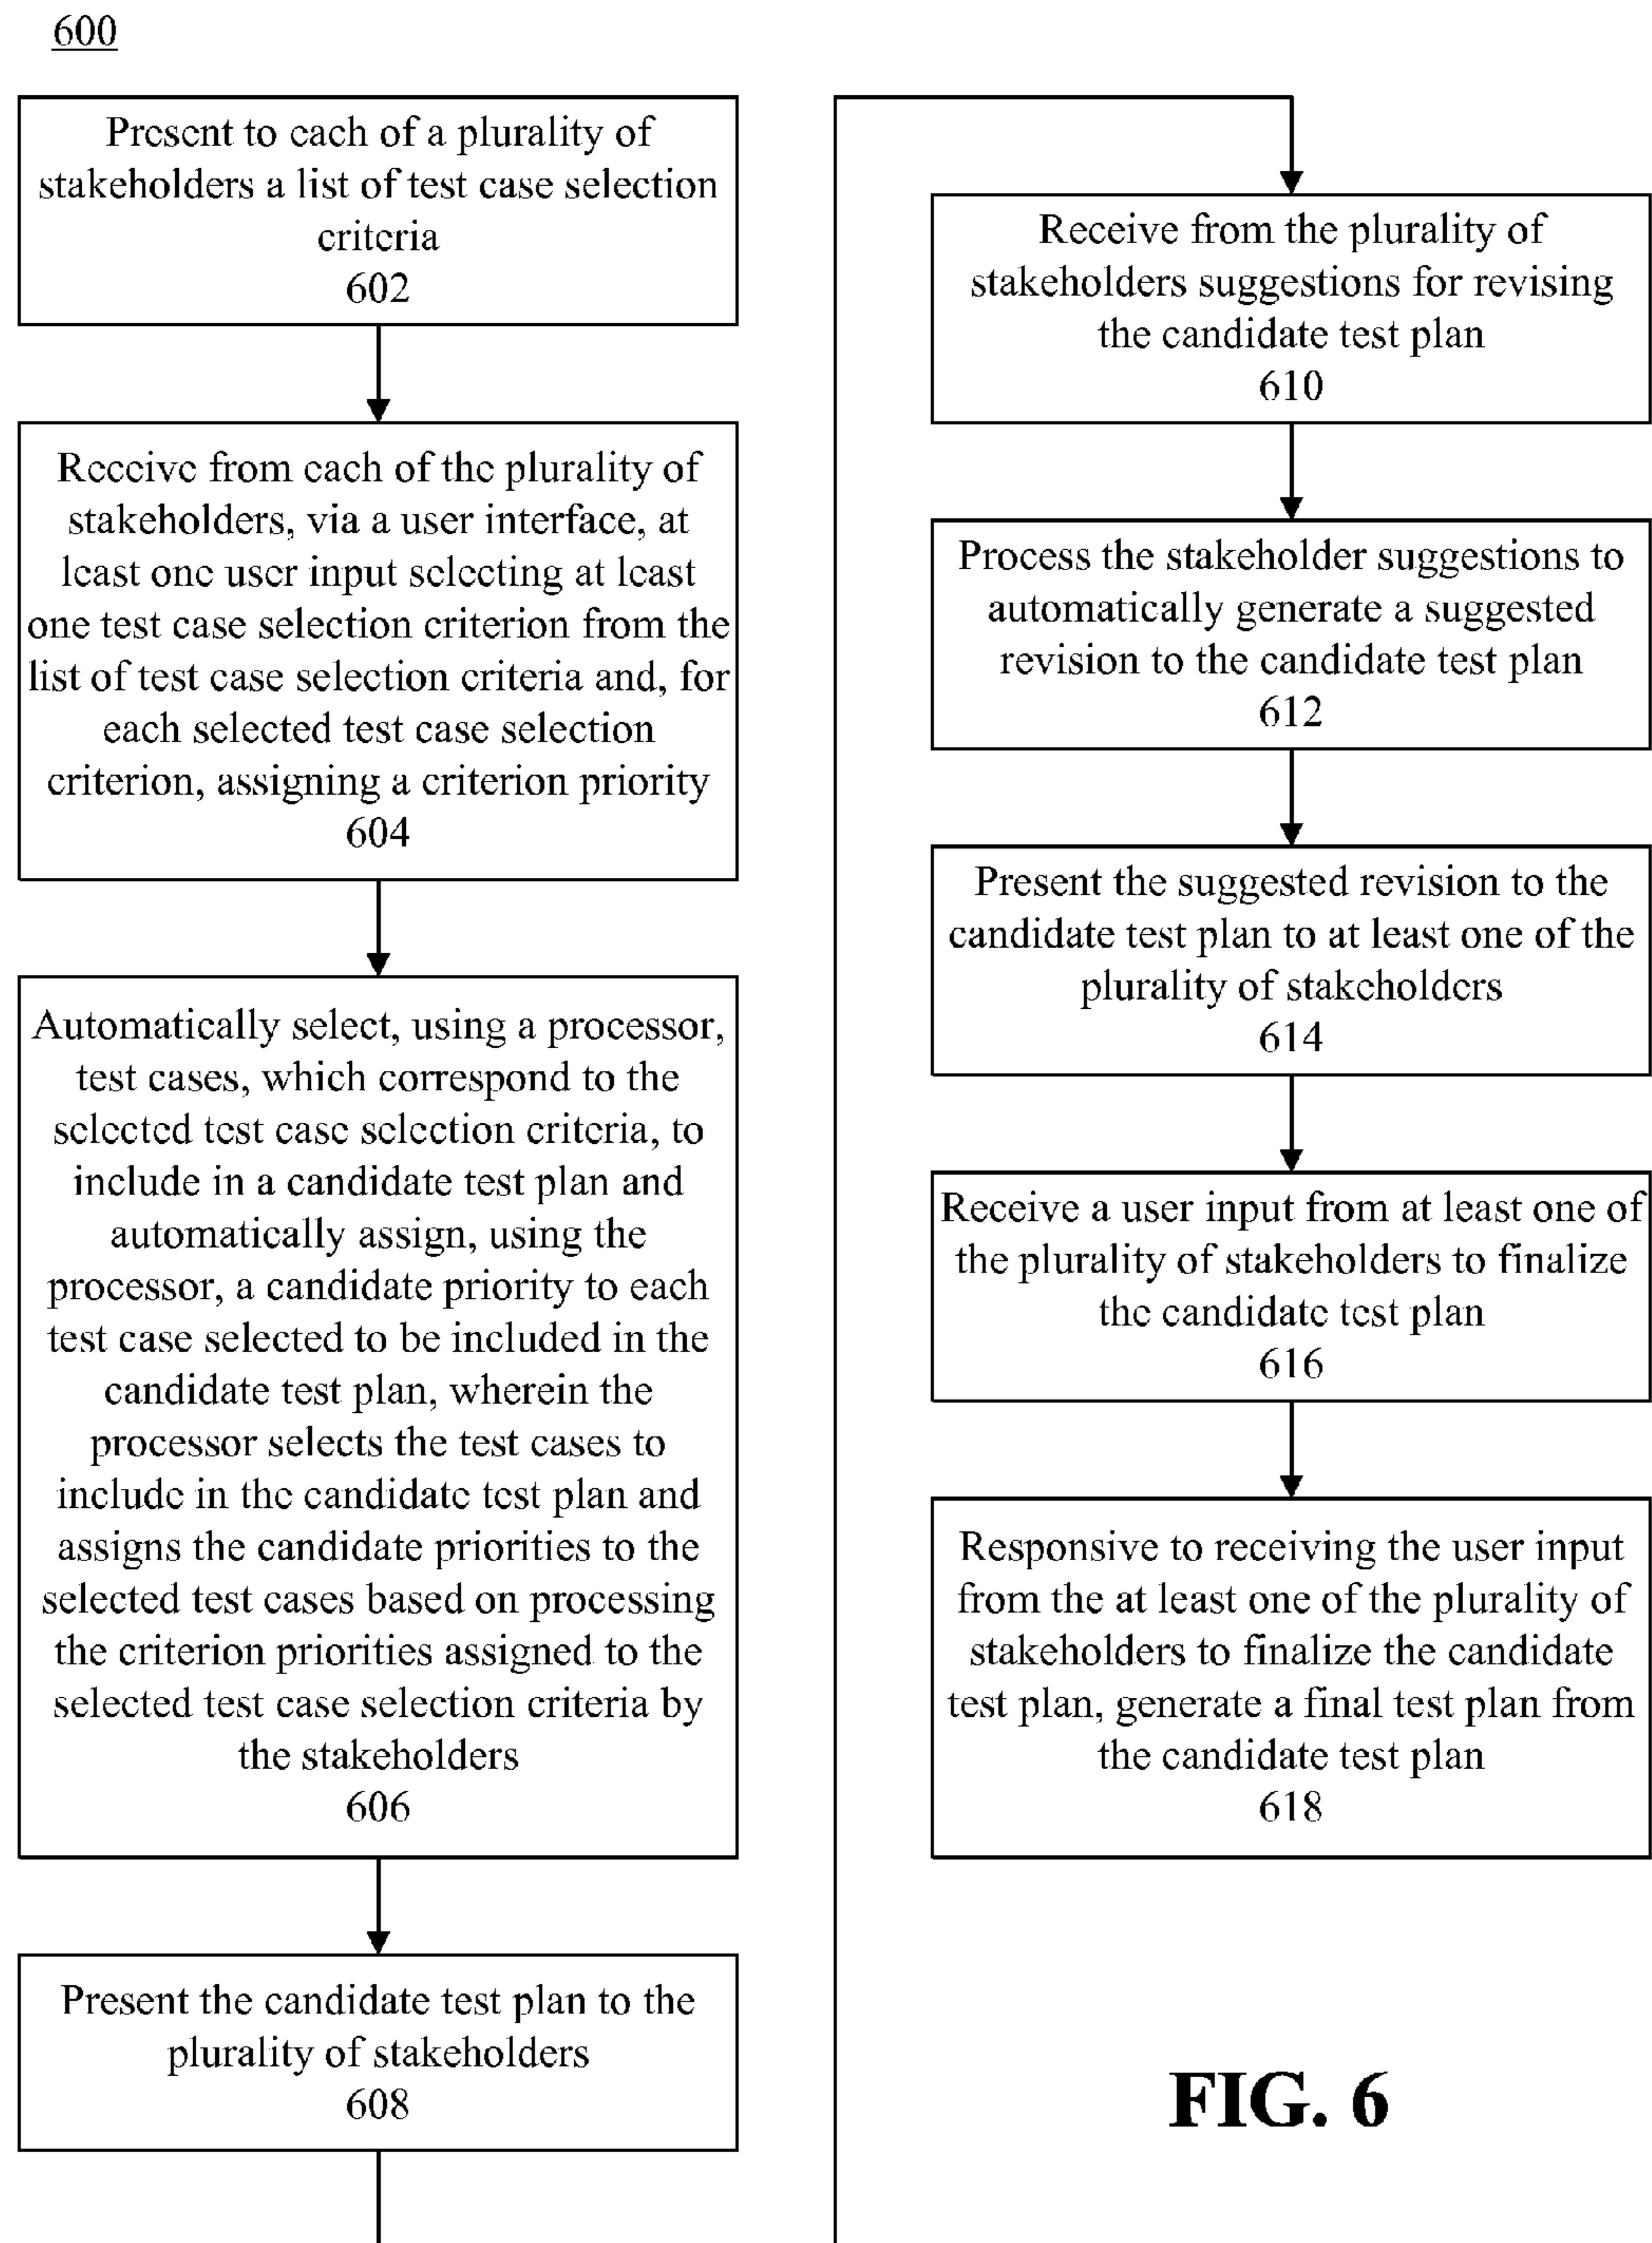 600
Present to each of a plurality of
stakeholders a list of test case selection
criteria
602
Receive from each of the plurality of
stakeholders, via a user interface, at
least one user input selecting at least
one test case selection criterion from the
list of test case selection criteria and, for
each selected test case selection
criterion, assigning a criterion priority
604
Automatically select, using a processor,
test cases, which correspond to the
selected test case selection criteria, to
include in a candidate test plan and
automatically assign, using the
processor, a candidate priority to each
test case selected to be included in the
candidate test plan, wherein the
processor selects the test cases to
include in the candidate test plan and
assigns the candidate priorities to the
selected test cases based on processing
the criterion priorities assigned to the
selected test case selection criteria by
the stakeholders
606
Present the candidate test plan to the
plurality of stakeholders
608
Receive from the plurality of
stakeholders suggestions for revising
the candidate test plan
610
Process the stakeholder suggestions to
automatically generate a suggested
revision to the candidate test plan
612
Present the suggested revision to the
candidate test plan to at least one of the
plurality of stakeholders
614
Receive a user input from at least one of
the plurality of stakeholders to finalize
the candidate test plan
616
Responsive to receiving the user input
from the at least one of the plurality of
stakeholders to finalize the candidate
test plan, generate a final test plan from
the candidate test plan
618
FIG. 6